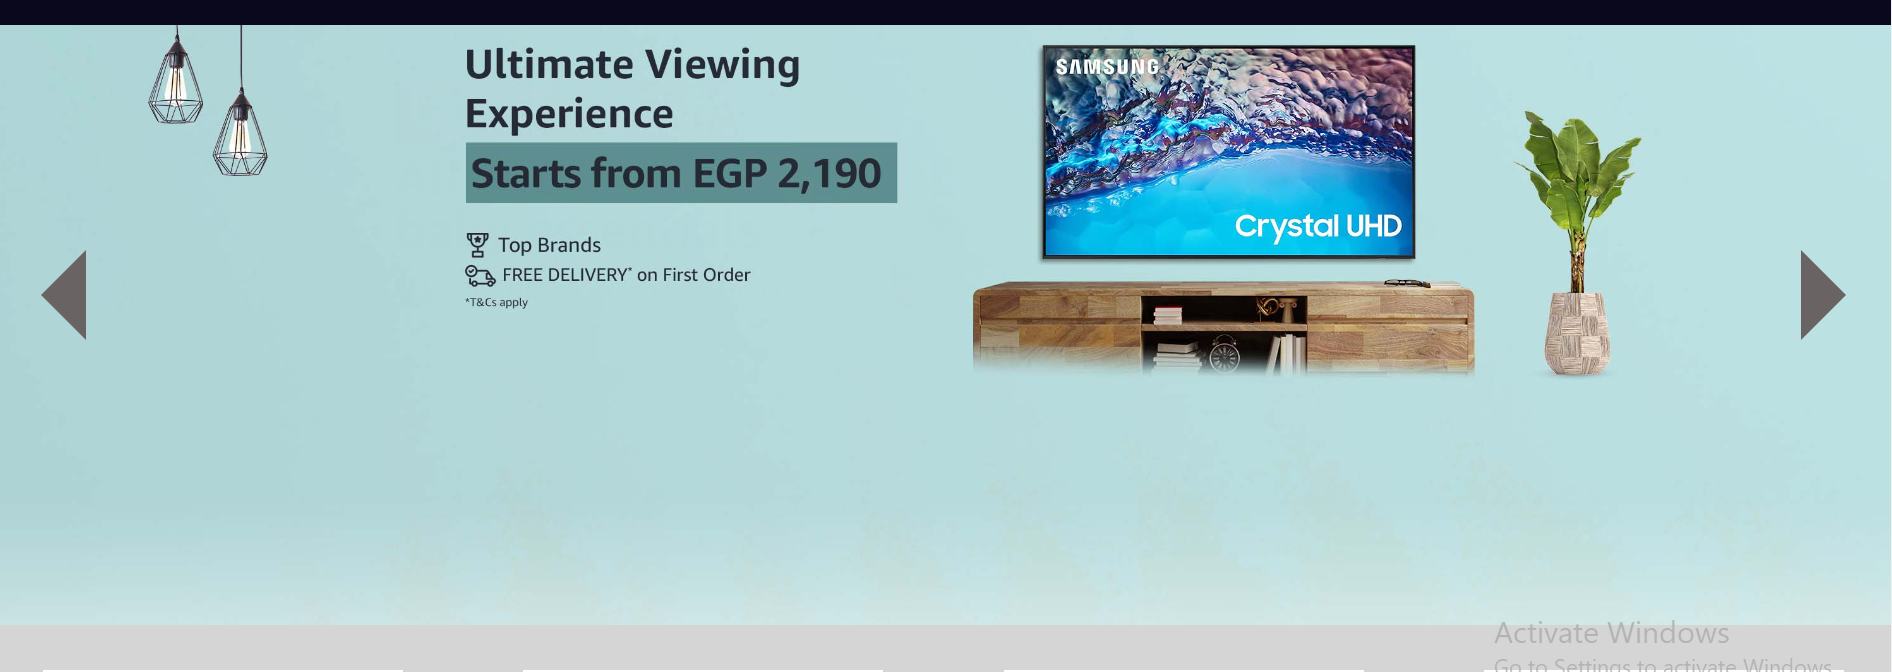 Ultimate Viewing
Experience
Starts from EGP 2,190
Top Brands
FREE DELIVERY* on First Order
*T&Cs apply
SAMSUNG
Crystal UHD
Activate Windows
Go to Settings to activate Windows.